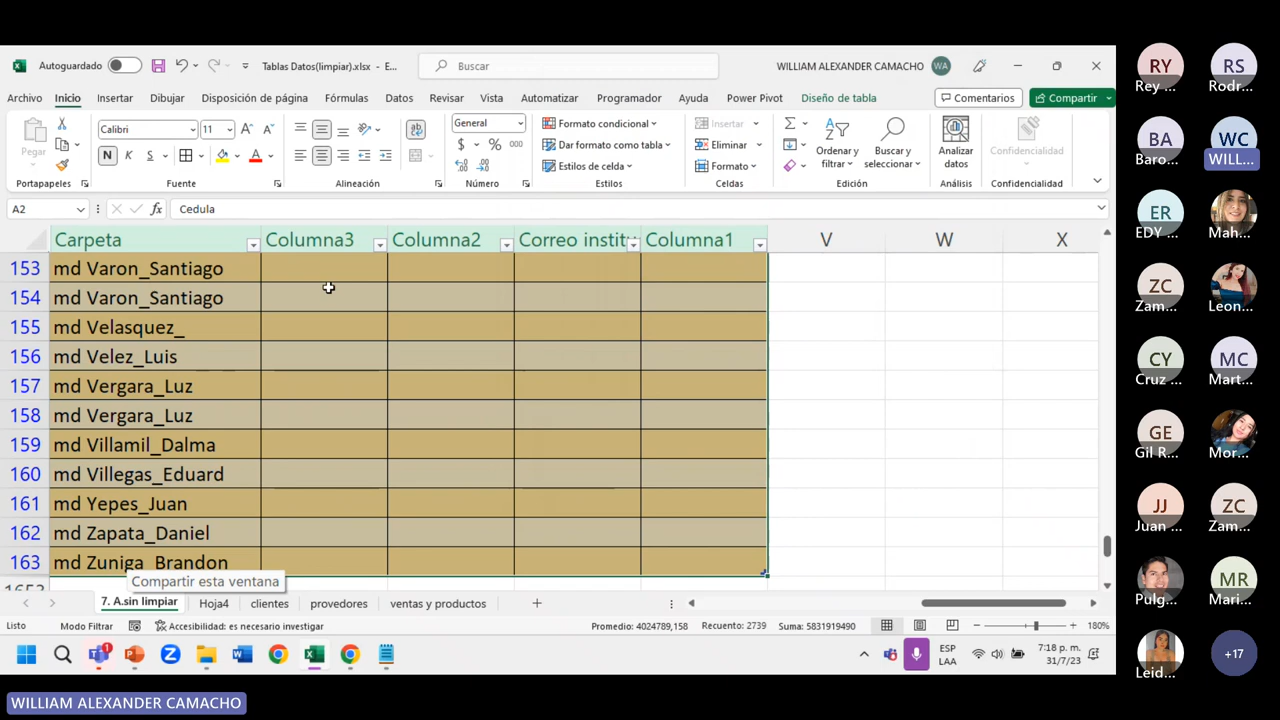 Autoguardado
Tablas Datos(limpiar).xlsx - E...
Buscar
WILLIAM ALEXANDER CAMACHO
WA
Archivo Inicio Insertar Dibujar Disposición de página Fórmulas Datos Revisar Vista Automatizar Programador Ayuda Power Pivot Diseño de tabla
Comentarios
Compartir
Pegar
Portapapeles
Calibri
11
N K S
Fuente
Alineación
General
$ % 000
Número
Formato condicional
Dar formato como tabla
Estilos de celda
Estilos
Insertar
Eliminar
Formato
Celdas
Ordenar y filtrar
Buscar y seleccionar
Edición
Analizar datos
Análisis
Confidencialidad
Confidencialidad
A2
fx
Cedula
Carpeta Columna3 Columna2 Correo institu Columna1 V W X
153 md Varon_Santiago
154 md Varon_Santiago
155 md Velasquez_
156 md Velez_Luis
157 md Vergara_Luz
158 md Vergara_Luz
159 md Villamil_Dalma
160 md Villegas_Eduard
161 md Yepes_Juan
162 md Zapata_Daniel
163 md Zuniga_Brandon
Compartir esta ventana
7. A.sin limpiar Hoja4 clientes provedores ventas y productos
Listo Modo Filtrar Accesibilidad: es necesario investigar Promedio: 4024789,158 Recuento: 2739 Suma: 5831919490 180%
1
ESP
LAA
7:18 p. m.
31/7/23
WILLIAM ALEXANDER CAMACHO
RY RS
Rey ... Rodr...
BA WC
Baro... WILL...
ER
EDY ... Mah...
ZC
Zam... Leon...
CY MC
Cruz ... Mart...
GE
Gil R... Mor...
JJ ZC
Juan ... Zam...
MR
Pulg... Mari...
Leid...
+17